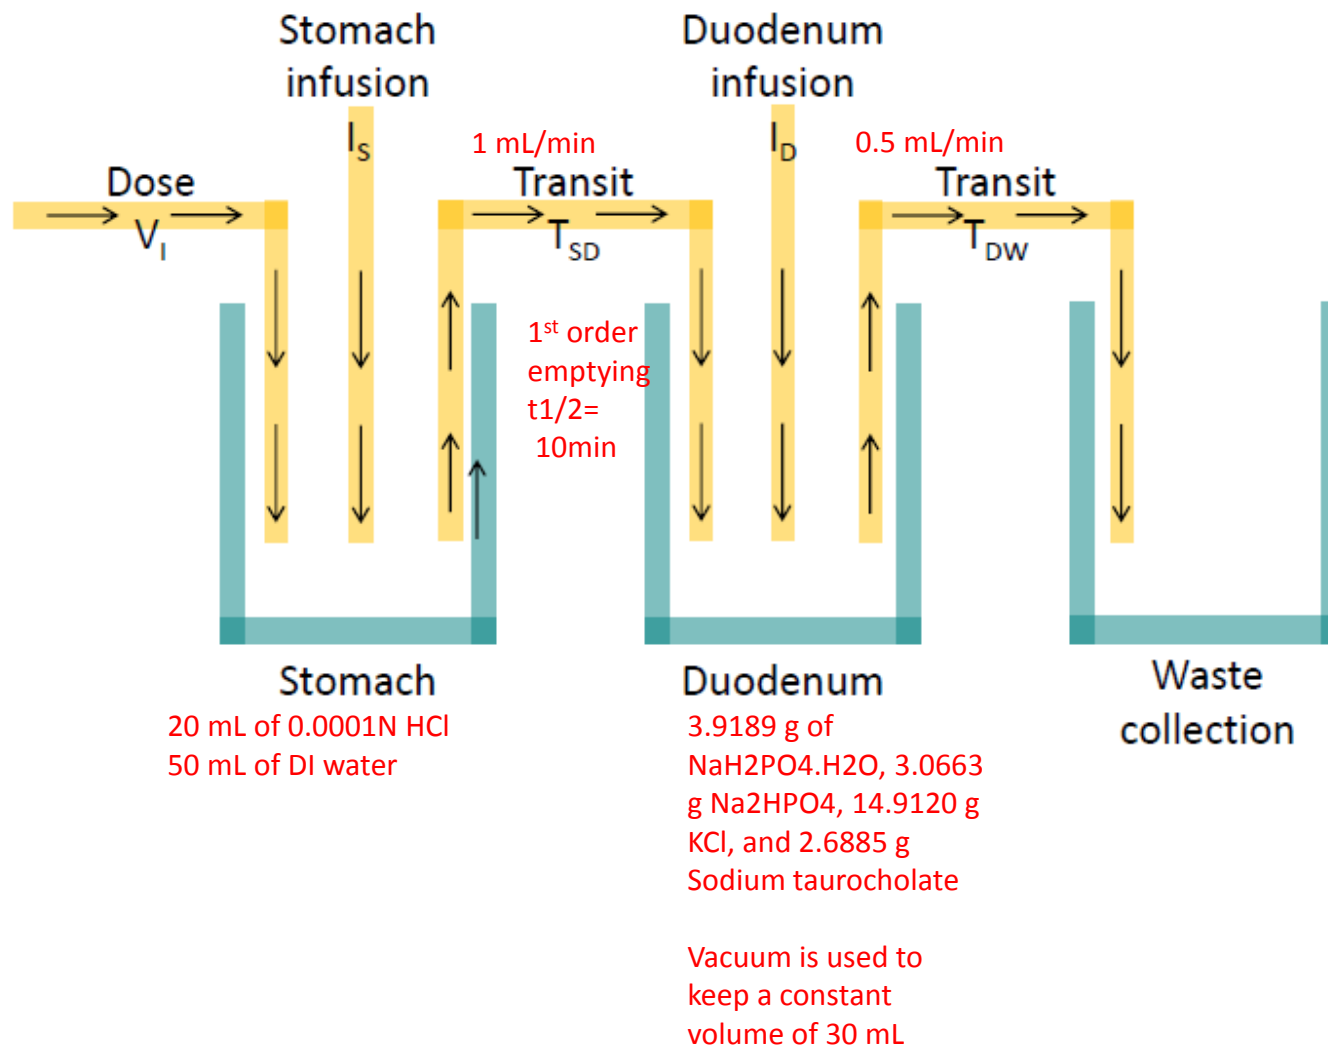 Stomach
infusion
I_S
Duodenum
infusion
I_D
Dose
V_I
1 mL/min
Transit
T_SD
0.5 mL/min
Transit
T_DW
1st order
emptying
t1/2=
10min
Stomach
20 mL of 0.0001N HCl
50 mL of DI water
Duodenum
3.9189 g of
NaH2PO4.H2O, 3.0663
g Na2HPO4, 14.9120 g
KCl, and 2.6885 g
Sodium taurocholate
Vacuum is used to
keep a constant
volume of 30 mL
Waste
collection